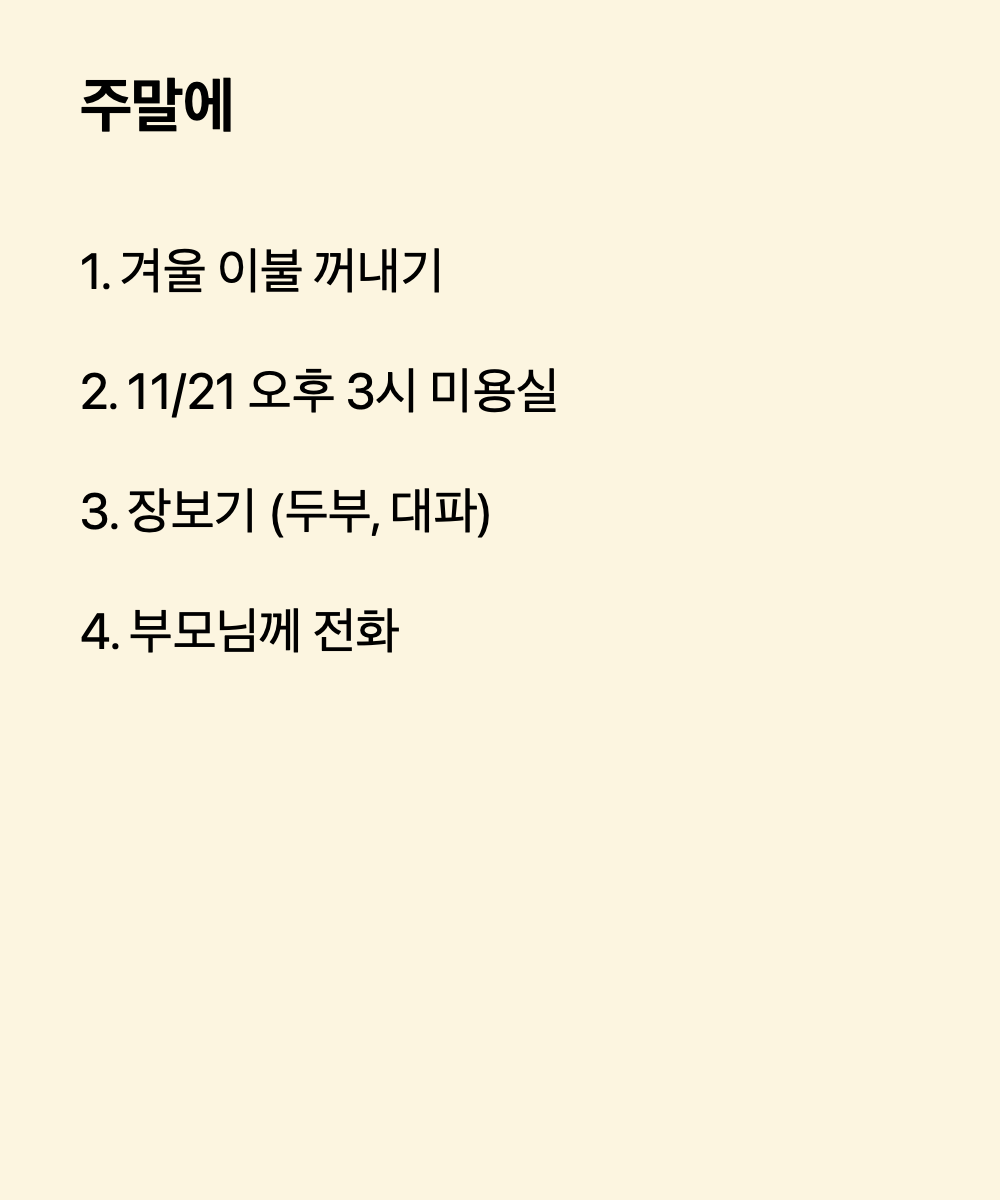 주말에
1. 겨울 이불 꺼내기
2. 11/21 오후 3시 미용실
3. 장보기 (두부, 대파)
4. 부모님께 전화